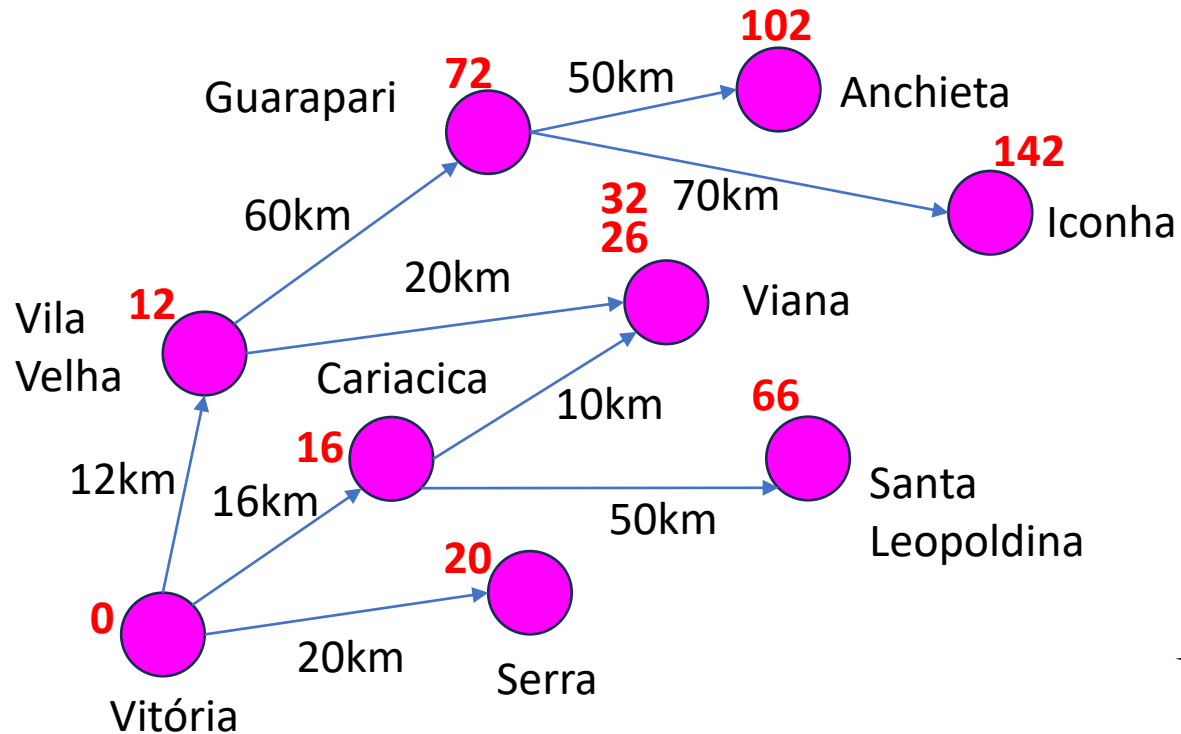 102
50km
72
Guarapari
Anchieta
142
32
70km
60km
26
Iconha
20km
12
Viana
Vila
Velha
Cariacica
10km
66
16
12km
16km
Santa
50km
Leopoldina
20
0
20km
Serra
Vitória